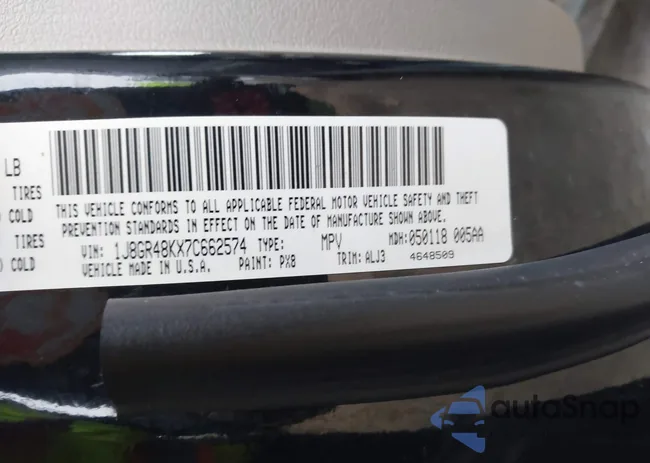 LB
TIRES
COLD
TIRES
COLD
THIS VEHICLE CONFORMS TO ALL APPLICABLE FEDERAL MOTOR VEHICLE SAFETY AND THEFT
PREVENTION STANDARDS IN EFFECT ON THE DATE OF MANUFACTURE SHOWN ABOVE.
VIN: 1J8GR48KX7C662574 TYPE: MPV MDH:050118 005AA
VEHICLE MADE IN U.S.A. PAINT: PX8 TRIM: ALJ3 4648509
autoSnap